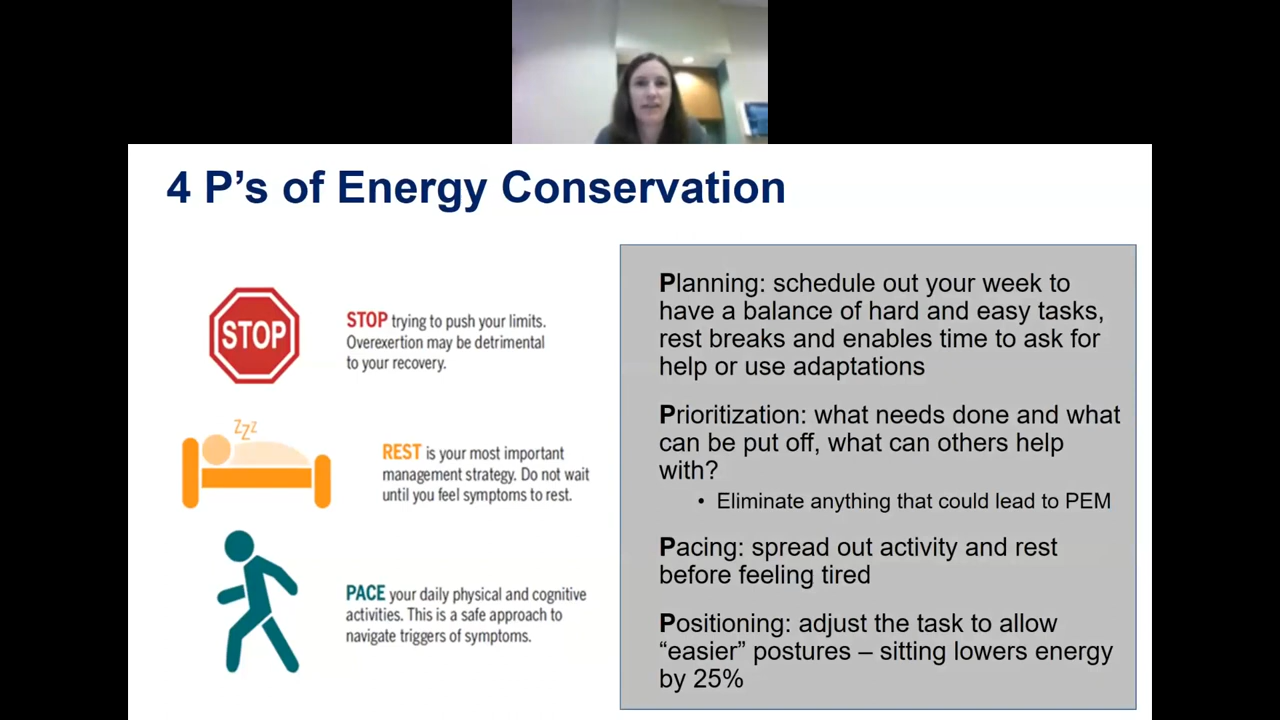 4 P’s of Energy Conservation
STOP
STOP trying to push your limits.
Overexertion may be detrimental
to your recovery.
ZZZ
REST is your most important
management strategy. Do not wait
until you feel symptoms to rest.
PACE your daily physical and cognitive
activities. This is a safe approach to
navigate triggers of symptoms.
Planning: schedule out your week to
have a balance of hard and easy tasks,
rest breaks and enables time to ask for
help or use adaptations
Prioritization: what needs done and what
can be put off, what can others help
with?
• Eliminate anything that could lead to PEM
Pacing: spread out activity and rest
before feeling tired
Positioning: adjust the task to allow
“easier” postures – sitting lowers energy
by 25%